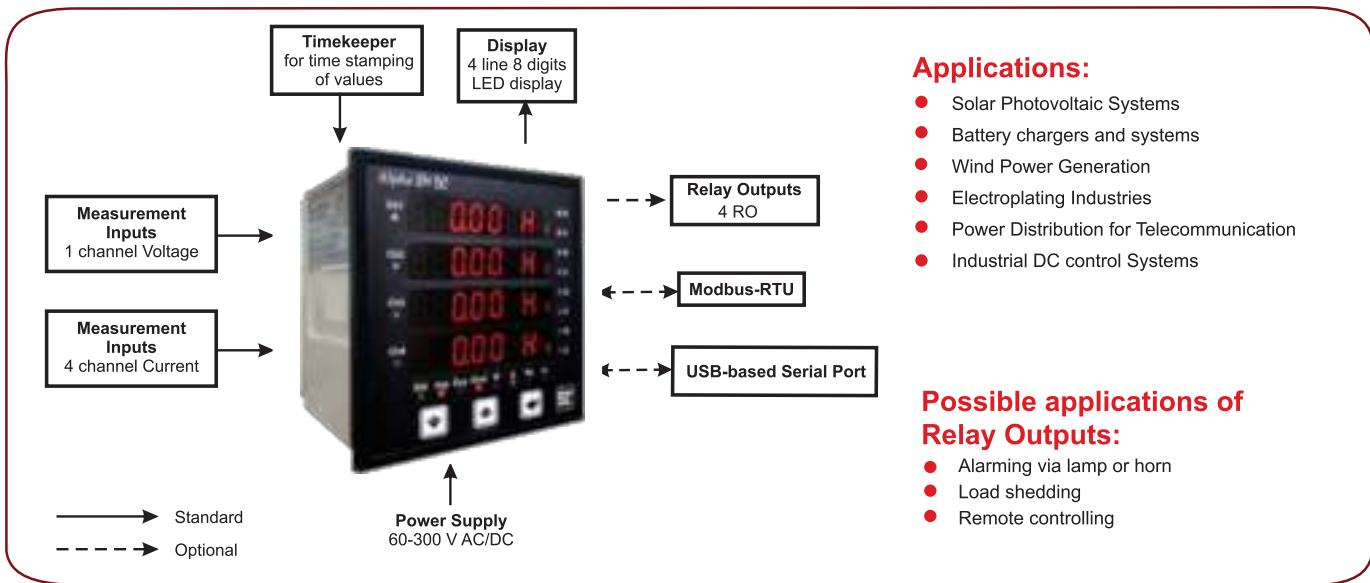 Timekeeper
for time stamping
of values
Display
4 line 8 digits
LED display
Measurement
Inputs
1 channel Voltage
Measurement
Inputs
4 channel Current
0.00
0.00
0.00
0.00
Relay Outputs
4 RO
Modbus-RTU
USB-based Serial Port
Power Supply
60-300 V AC/DC
Standard
Optional
Applications:
Solar Photovoltaic Systems
Battery chargers and systems
Wind Power Generation
Electroplating Industries
Power Distribution for Telecommunication
Industrial DC control Systems
Possible applications of
Relay Outputs:
Alarming via lamp or horn
Load shedding
Remote controlling